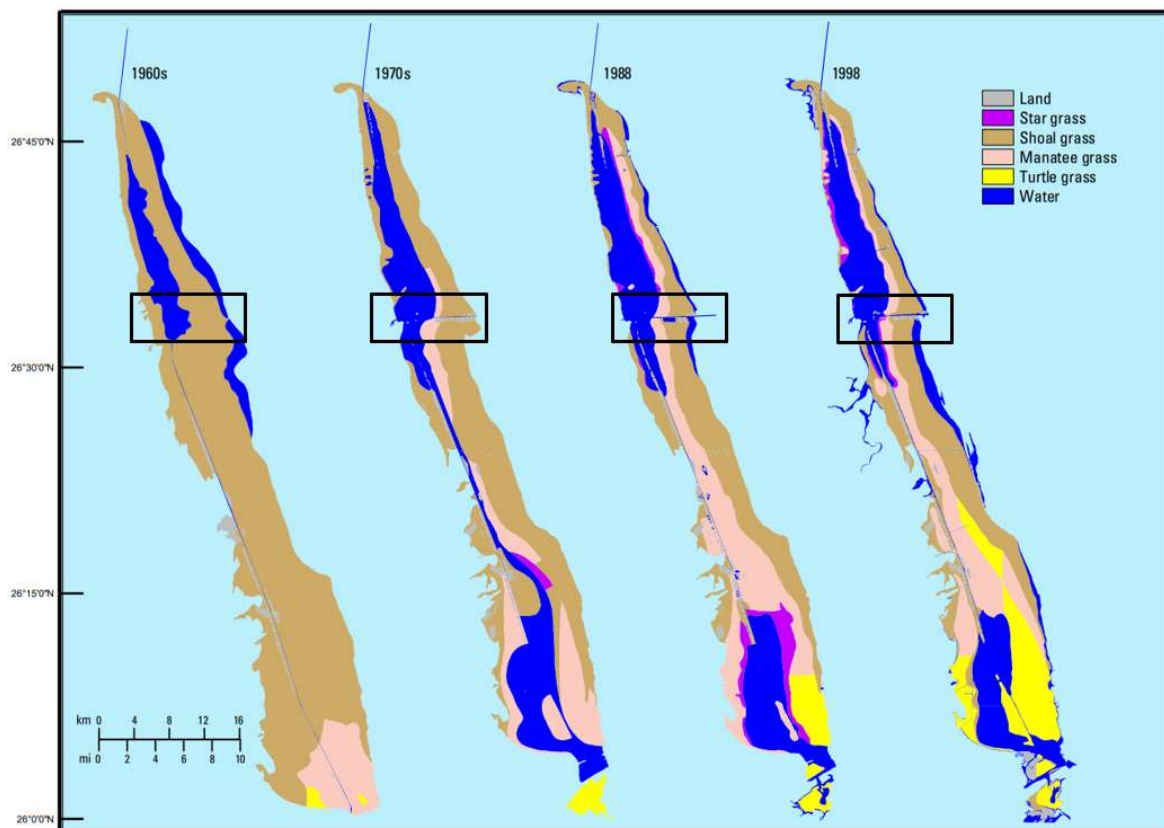 1960s
1970s
1988
1998
Land
Star grass
Shoal grass
Manatee grass
Turtle grass
Water
26°45'0"N
26°30'0"N
26°15'0"N
26°0'0"N
km 0 4 8 12 16
mi 0 2 4 6 8 10